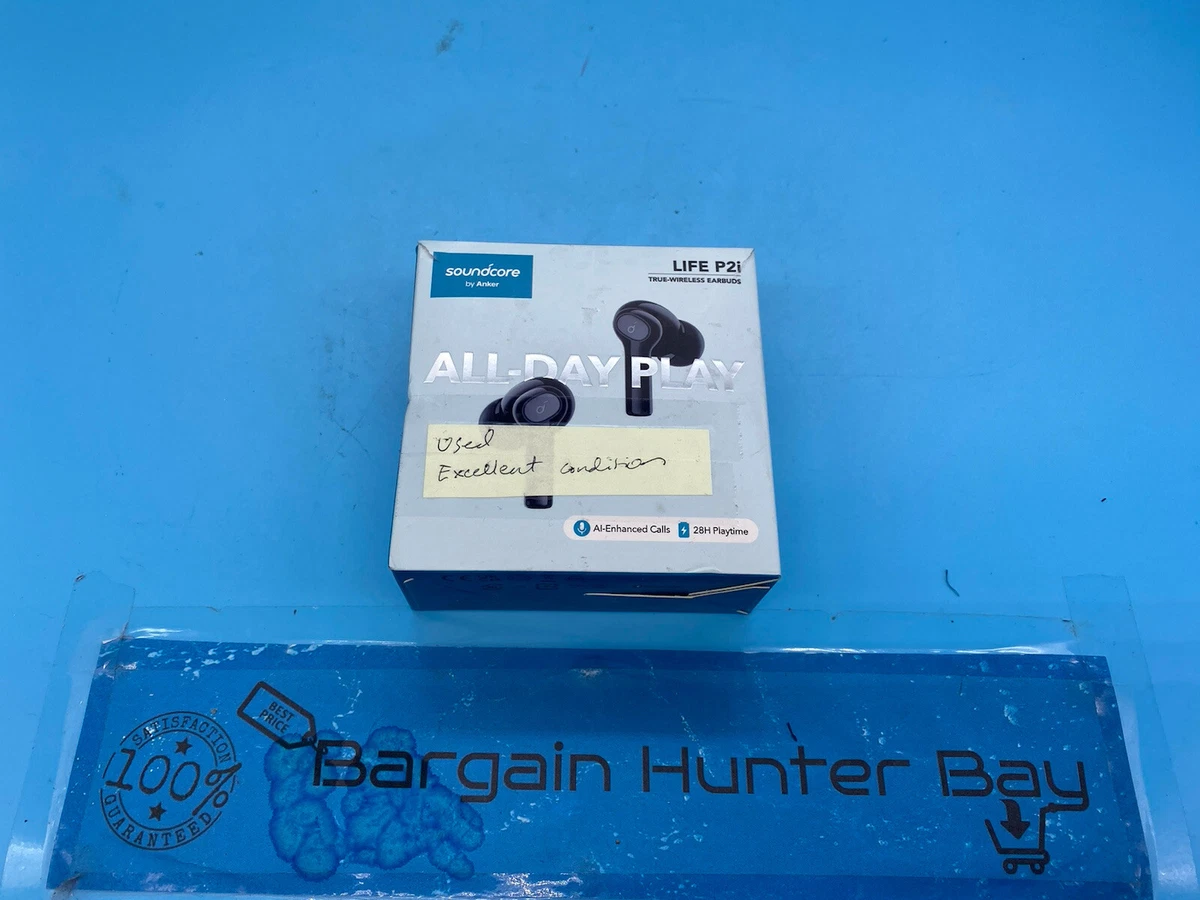 soundcore
by Anker
LIFE P2i
TRUE-WIRELESS EARBUDS
ALL-DAY PLAY
Used
Excellent condition
AI-Enhanced Calls 28H Playtime
SATISFACTION
100%
GUARANTEED
BEST
PRICE
Bargain Hunter Bay